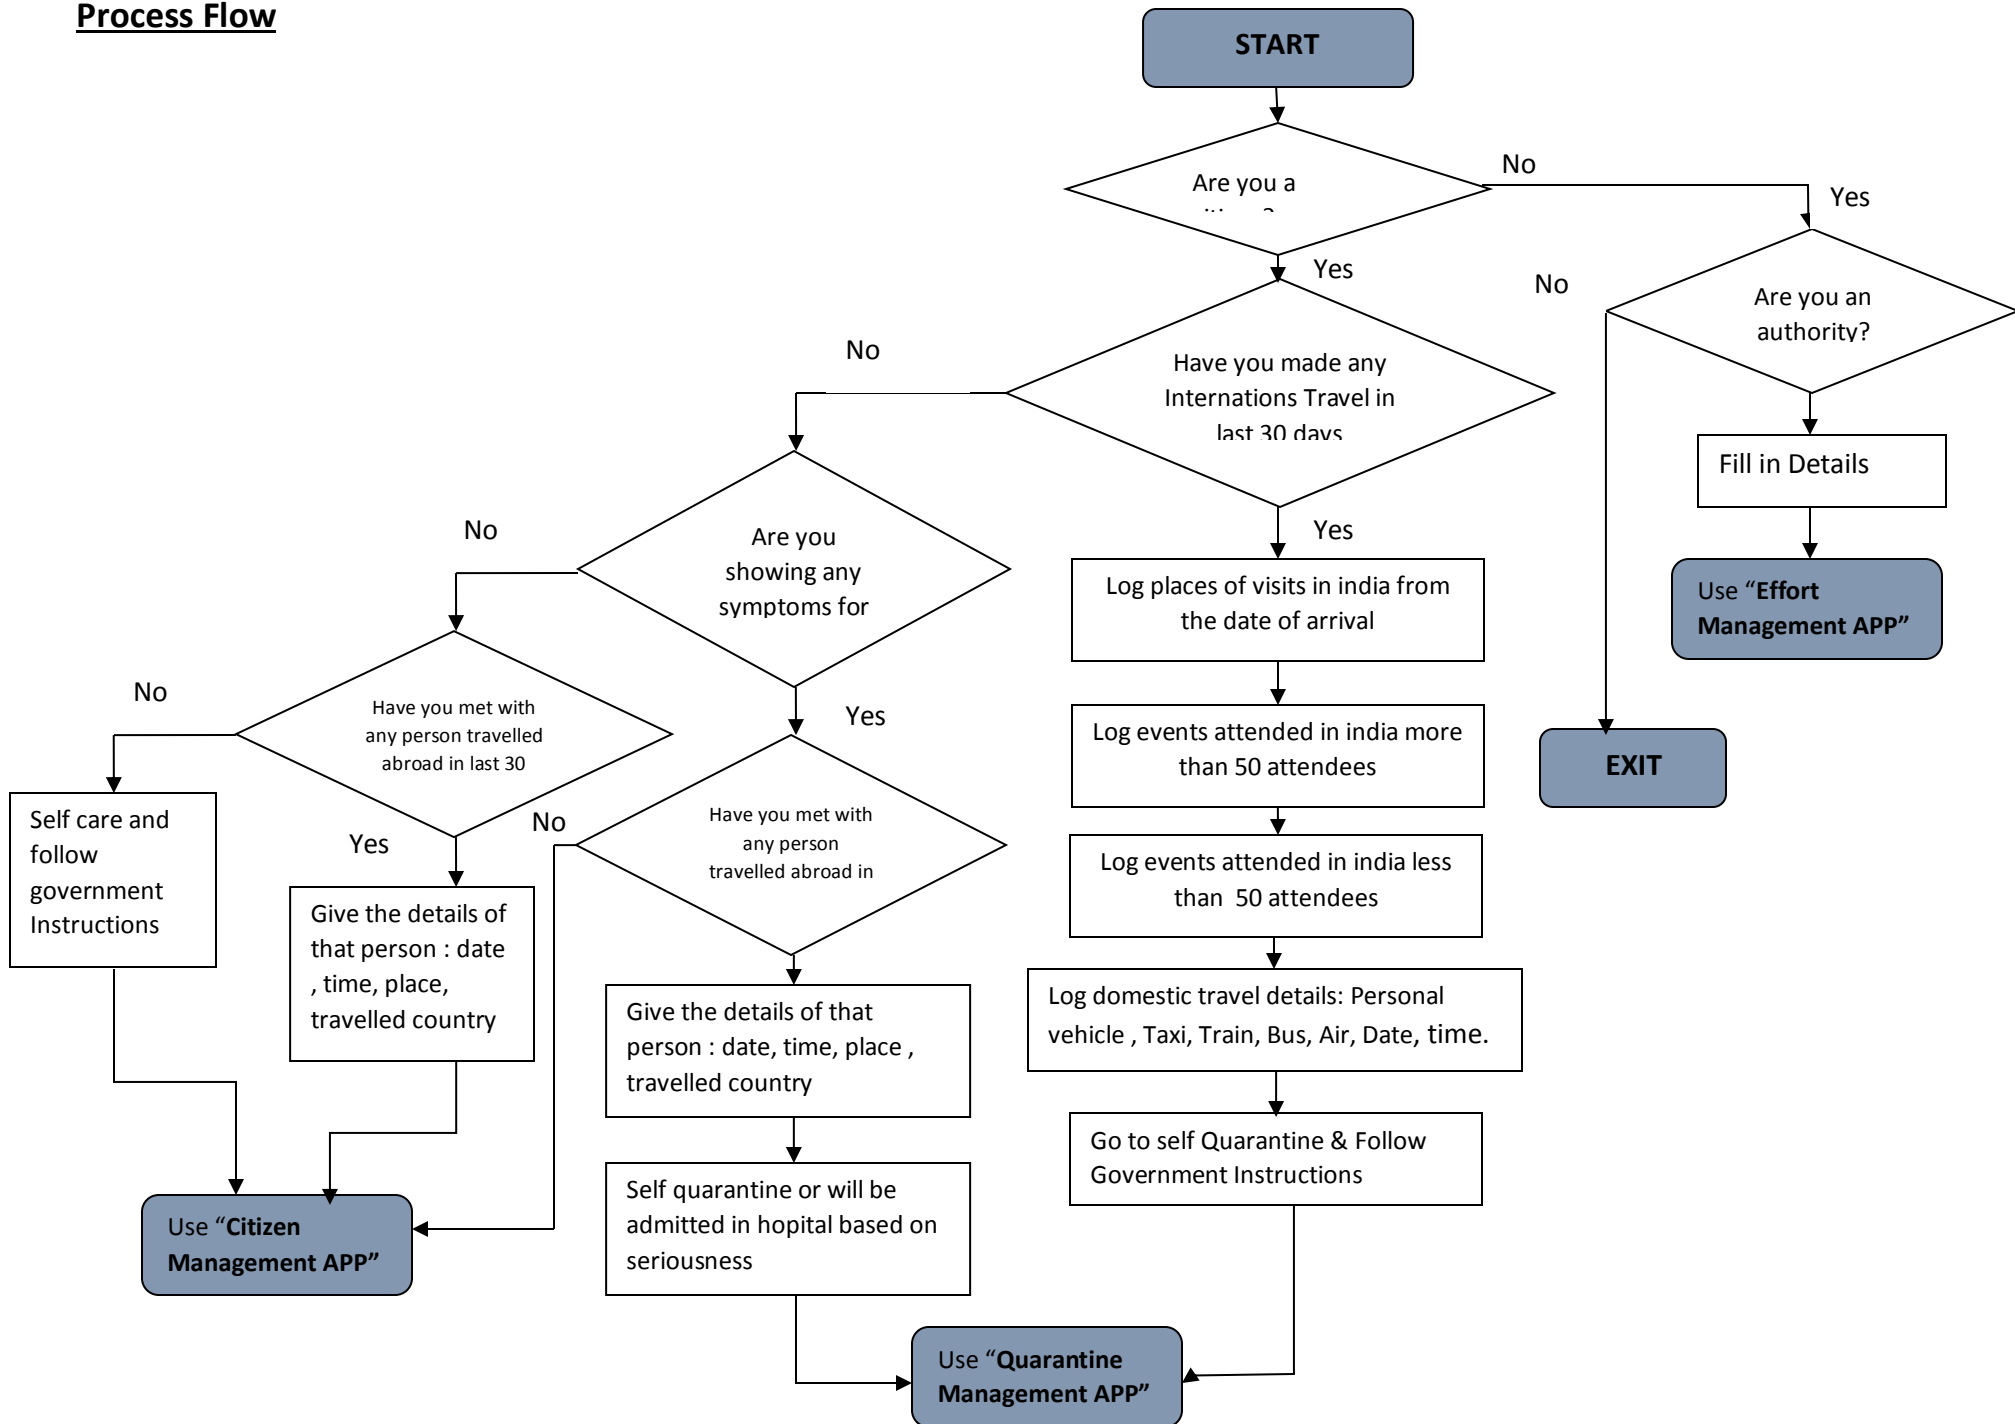 Process Flow
START
No
Are you a
Yes
Yes
No
Are you an
authority?
No
Have you made any
Internations Travel in
last 30 days
Fill in Details
No
Are you
showing any
symptoms for
Yes
Log places of visits in india from
the date of arrival
Use “Effort
Management APP”
No
Have you met with
any person travelled
abroad in last 30
Yes
Log events attended in india more
than 50 attendees
EXIT
Self care and
follow
government
Instructions
Yes
No
Have you met with
any person
travelled abroad in
Log events attended in india less
than  50 attendees
Give the details of
that person : date
, time, place,
travelled country
Give the details of that
person : date, time, place ,
travelled country
Log domestic travel details: Personal
vehicle , Taxi, Train, Bus, Air, Date, time.
Go to self Quarantine & Follow
Government Instructions
Self quarantine or will be
admitted in hopital based on
seriousness
Use “Citizen
Management APP”
Use “Quarantine
Management APP”